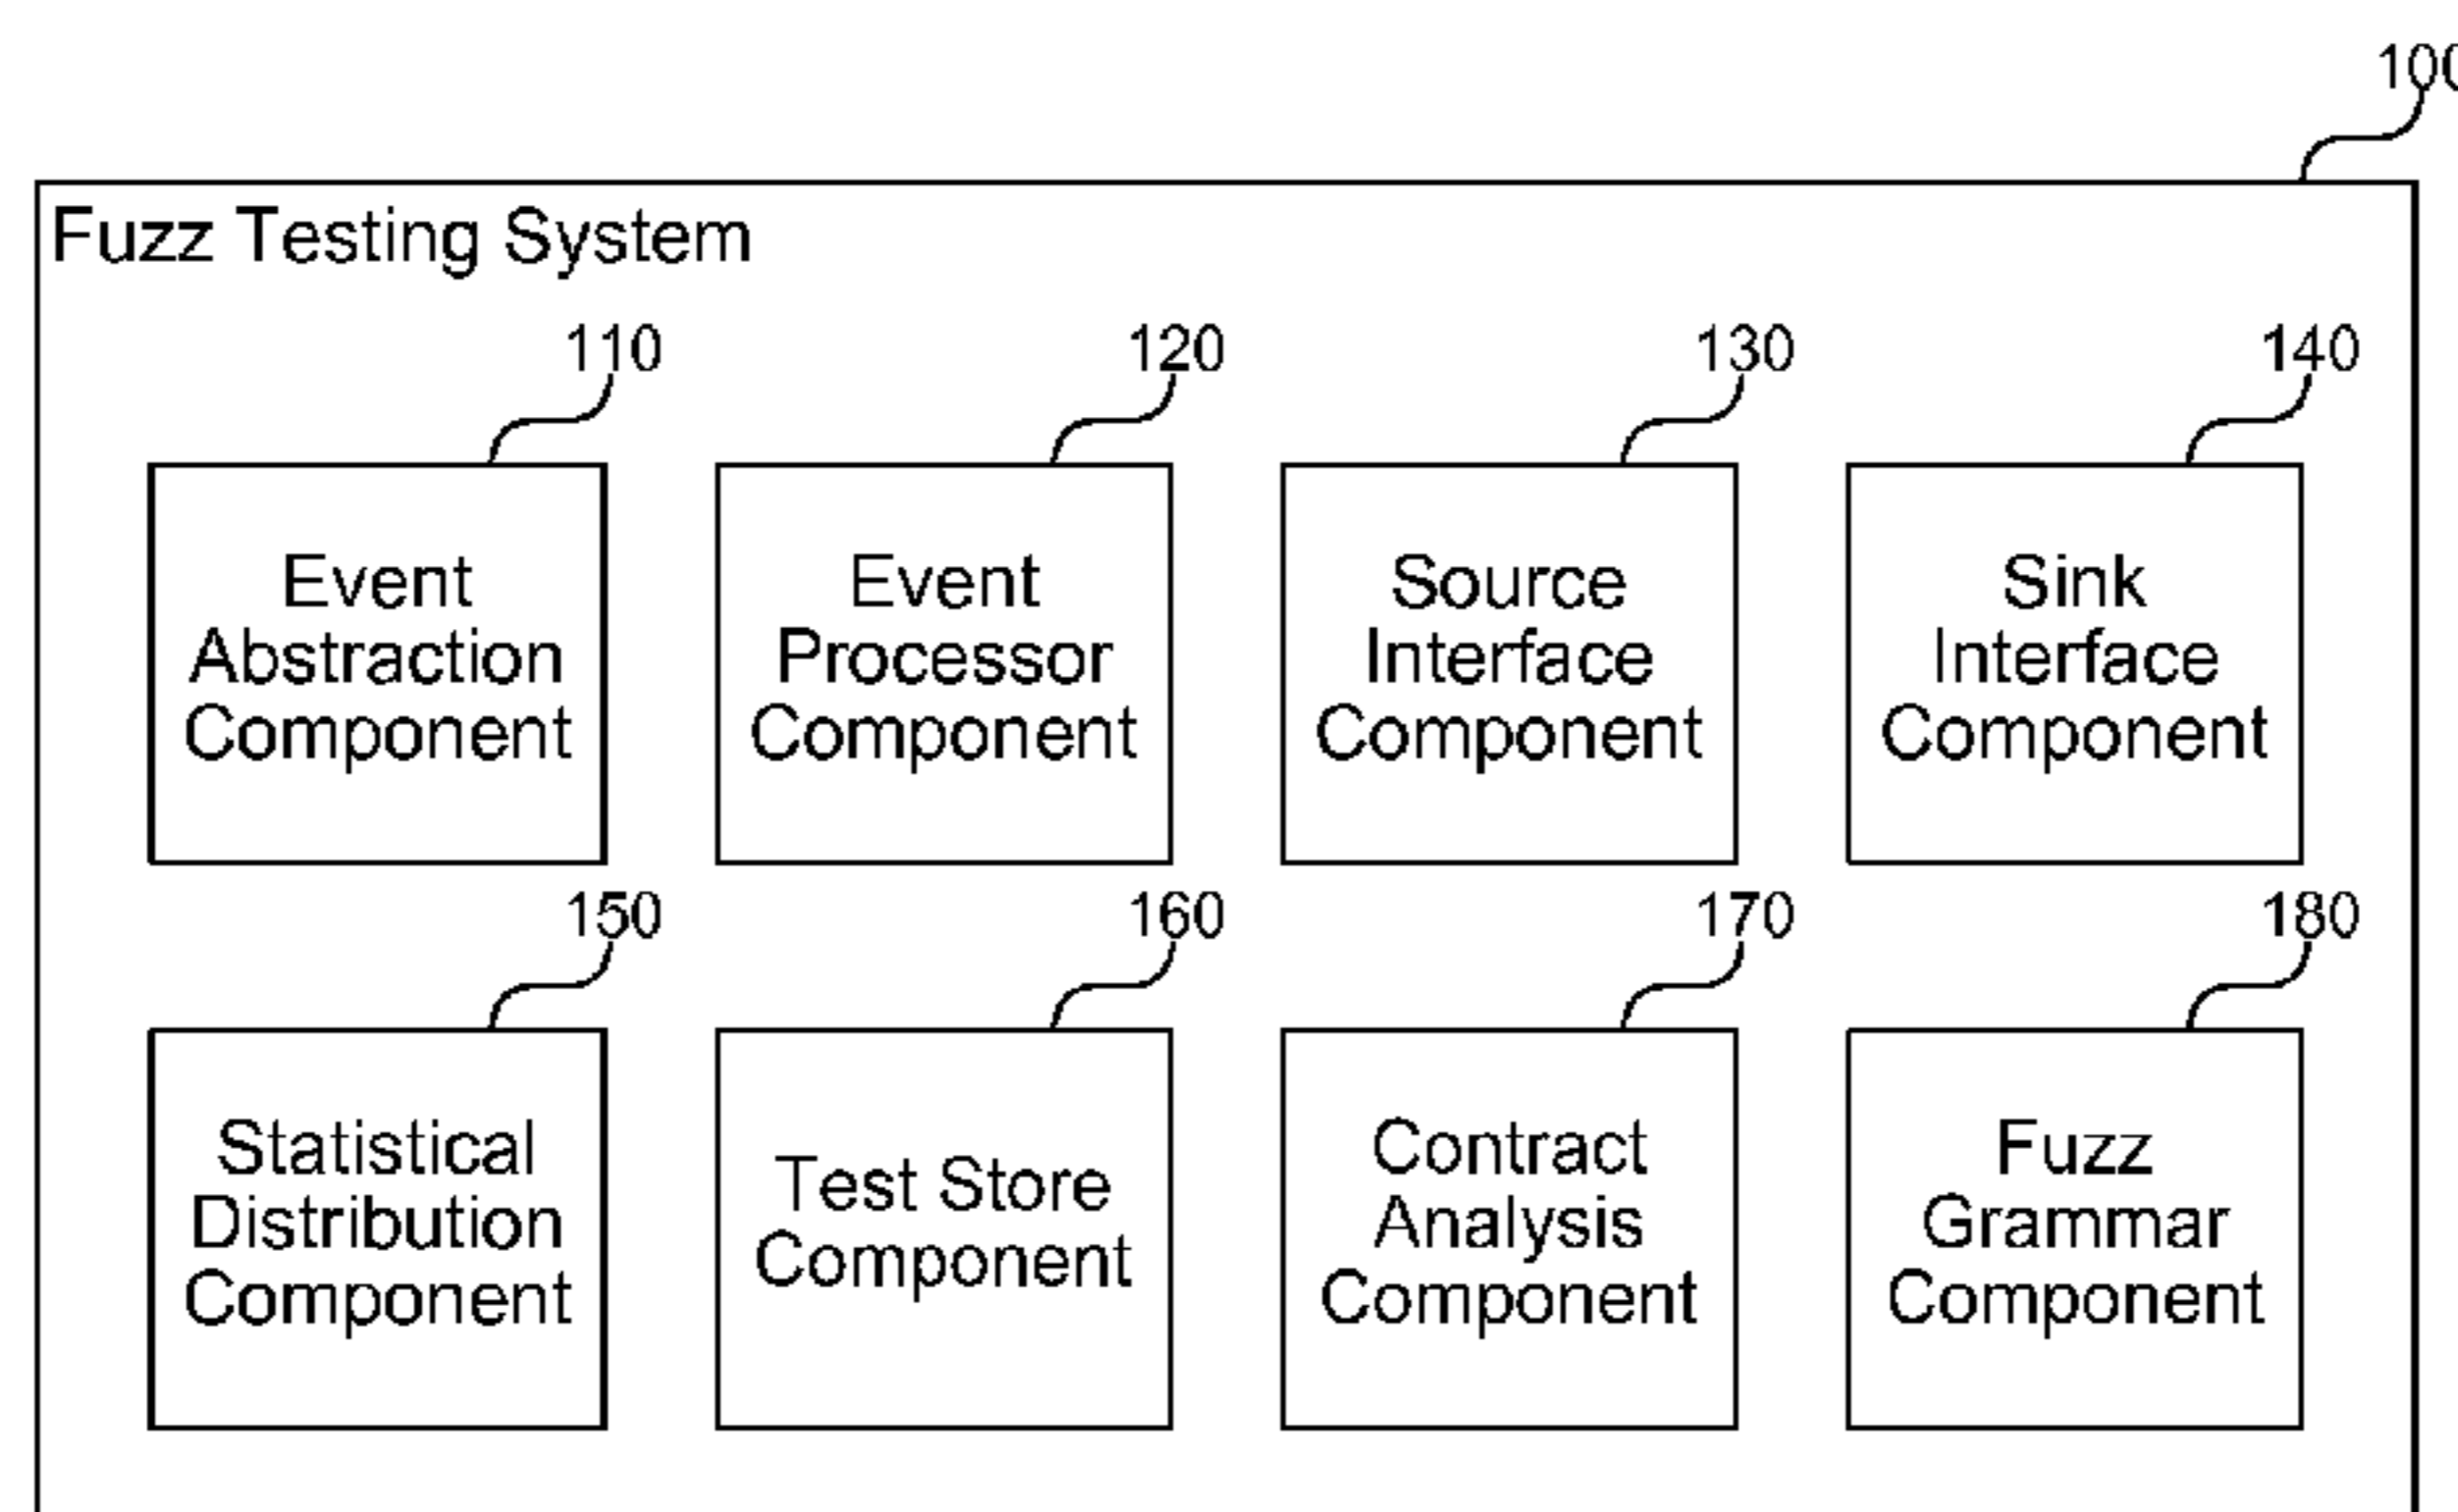 100
Fuzz Testing System
110
120
130
140
Event
Abstraction
Component
Event
Processor
Component
Source
Interface
Component
Sink
Interface
Component
150
160
170
180
Statistical
Distribution
Component
Test Store
Component
Contract
Analysis
Component
Fuzz
Grammar
Component